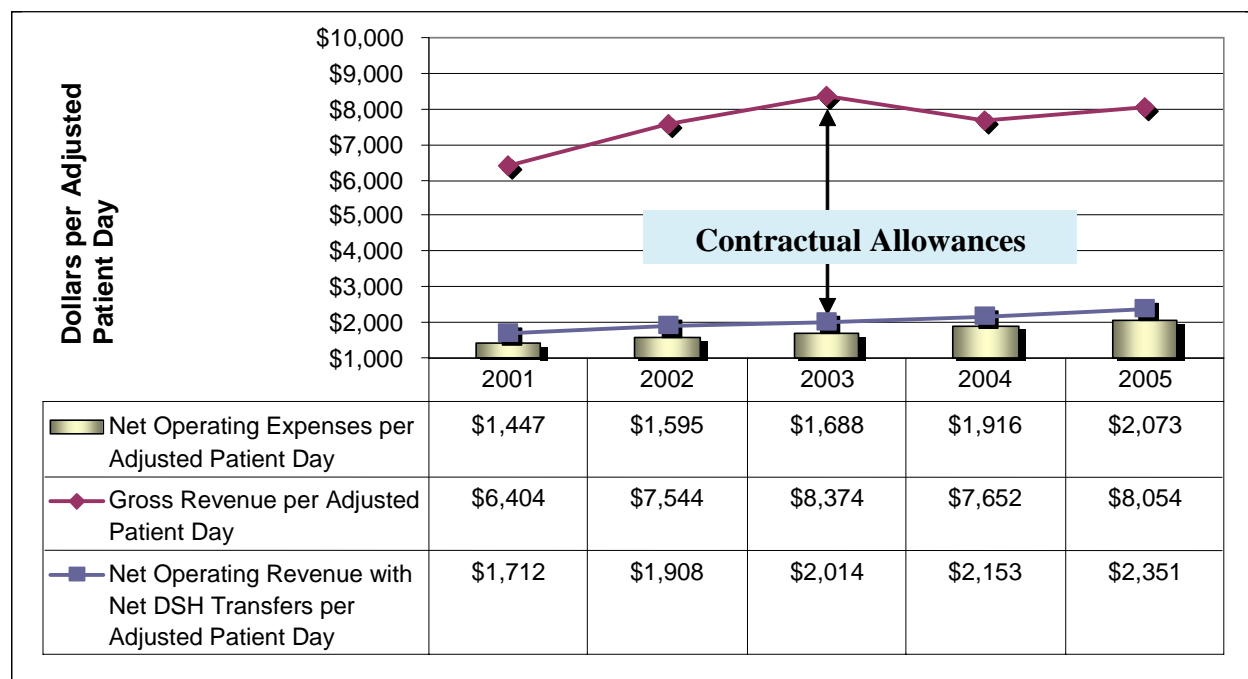 Dollars per Adjusted
Patient Day
$10,000
$9,000
$8,000
$7,000
$6,000
$5,000
$4,000
$3,000
$2,000
$1,000
Contractual Allowances
2001 2002 2003 2004 2005
Net Operating Expenses per
Adjusted Patient Day
$1,447 $1,595 $1,688 $1,916 $2,073
Gross Revenue per Adjusted
Patient Day
$6,404 $7,544 $8,374 $7,652 $8,054
Net Operating Revenue with
Net DSH Transfers per
Adjusted Patient Day
$1,712 $1,908 $2,014 $2,153 $2,351